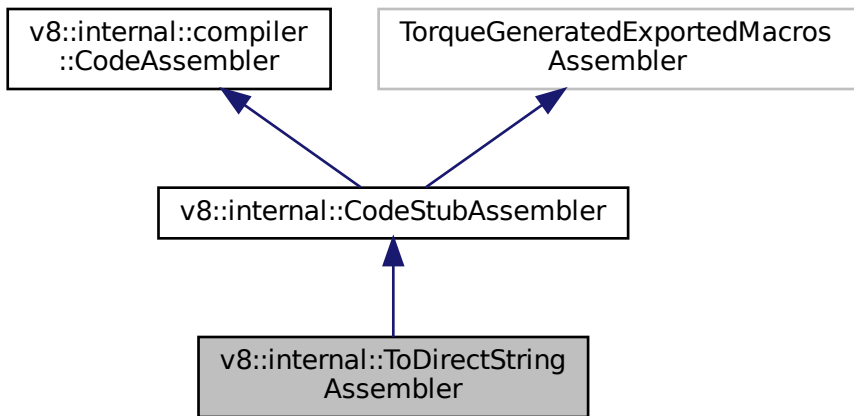 v8::internal::compiler
::CodeAssembler
TorqueGeneratedExportedMacros
Assembler
v8::internal::CodeStubAssembler
v8::internal::ToDirectString
Assembler